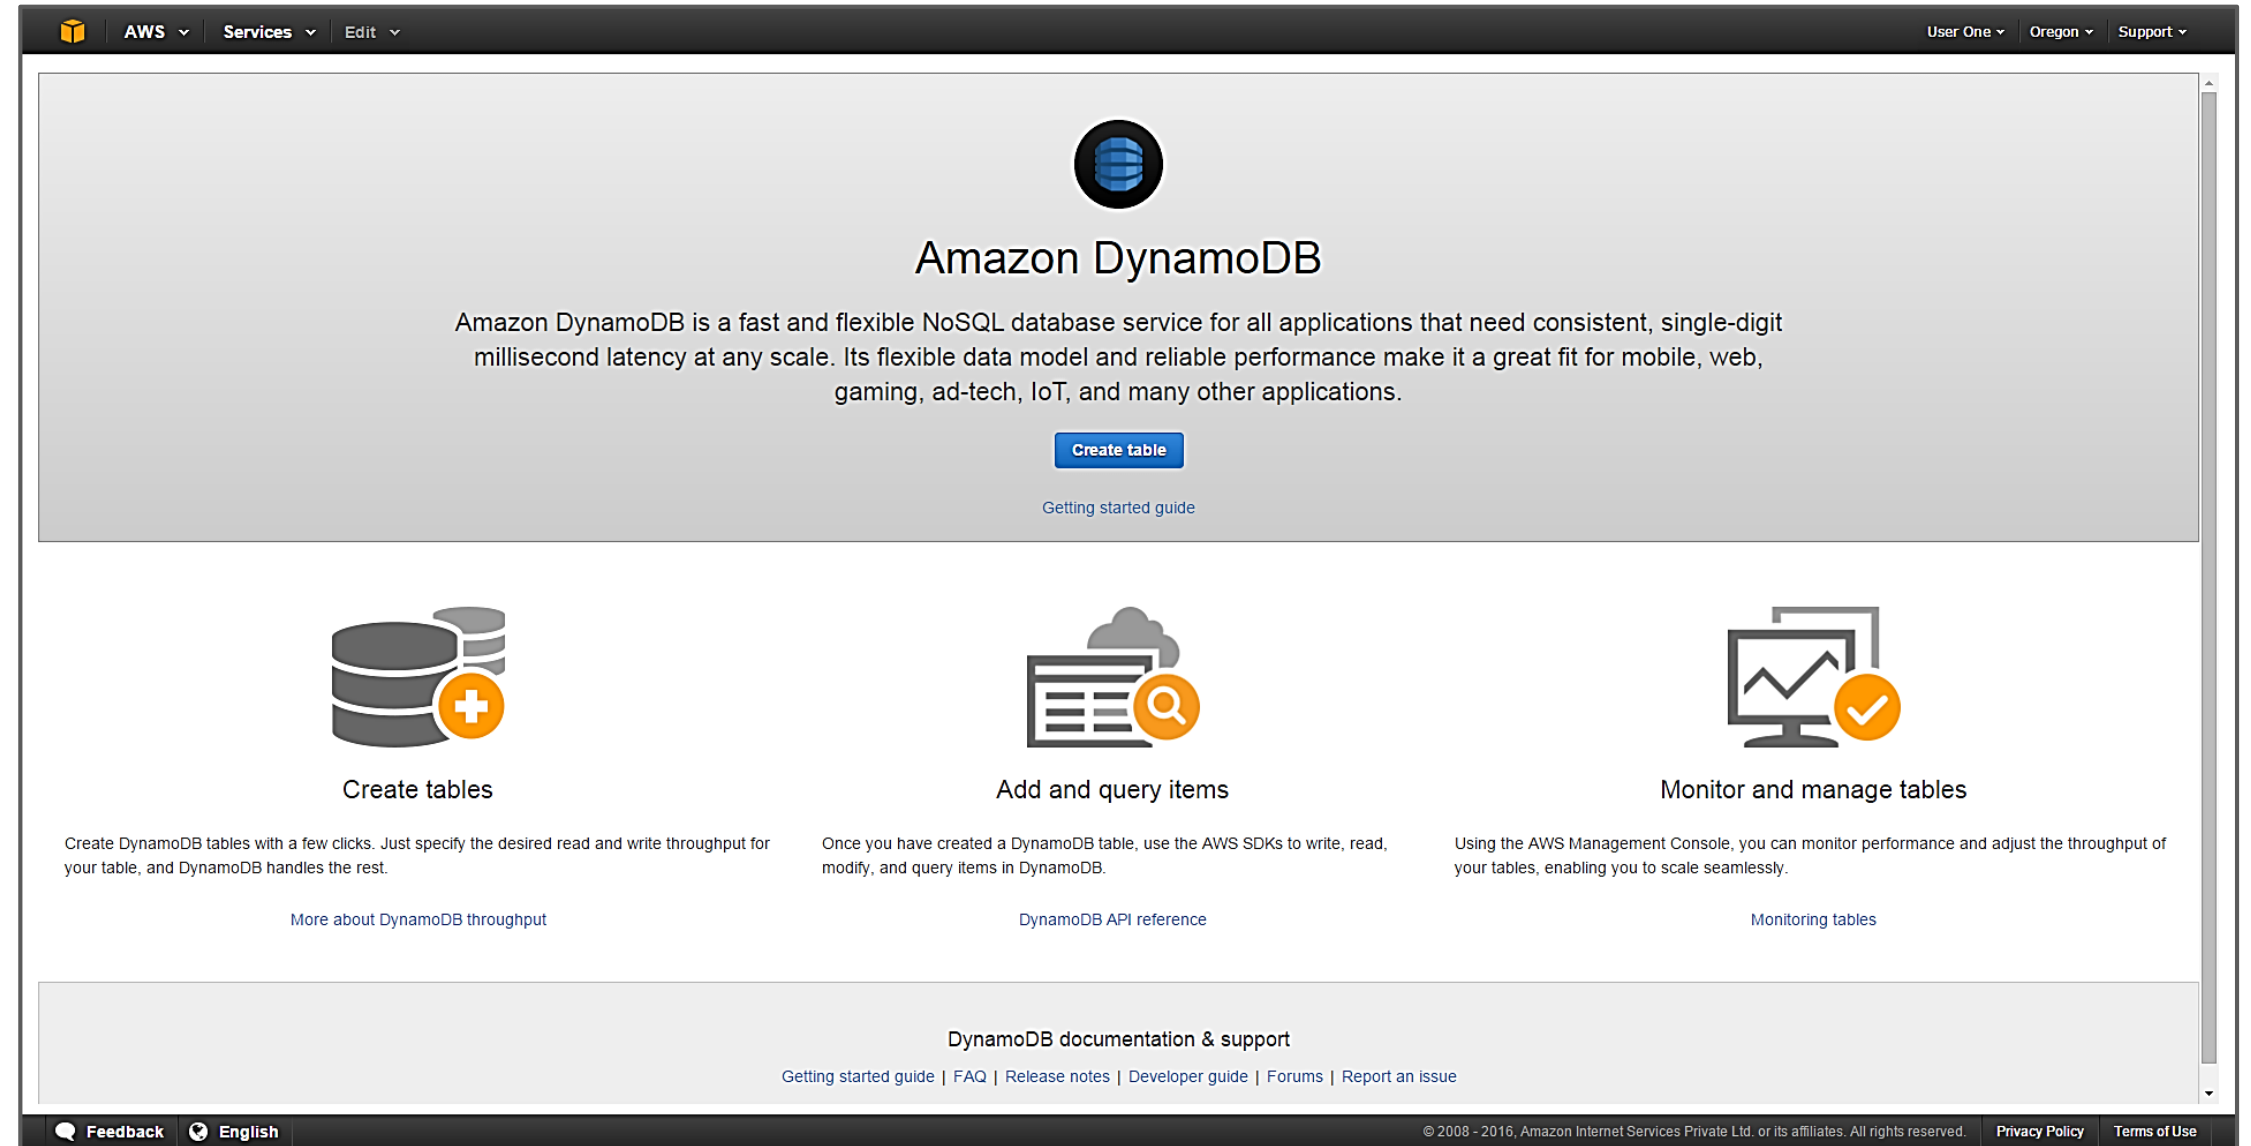 AWS Services Edit User One Oregon Support
Amazon DynamoDB
Amazon DynamoDB is a fast and flexible NoSQL database service for all applications that need consistent, single-digit
millisecond latency at any scale. Its flexible data model and reliable performance make it a great fit for mobile, web,
gaming, ad-tech, IoT, and many other applications.
Create table
Getting started guide
Create tables
Create DynamoDB tables with a few clicks. Just specify the desired read and write throughput for
your table, and DynamoDB handles the rest.
More about DynamoDB throughput
Add and query items
Once you have created a DynamoDB table, use the AWS SDKs to write, read,
modify, and query items in DynamoDB.
DynamoDB API reference
Monitor and manage tables
Using the AWS Management Console, you can monitor performance and adjust the throughput of
your tables, enabling you to scale seamlessly.
Monitoring tables
DynamoDB documentation & support
Getting started guide | FAQ | Release notes | Developer guide | Forums | Report an issue
Feedback English © 2008 - 2016, Amazon Internet Services Private Ltd. or its affiliates. All rights reserved. Privacy Policy Terms of Use